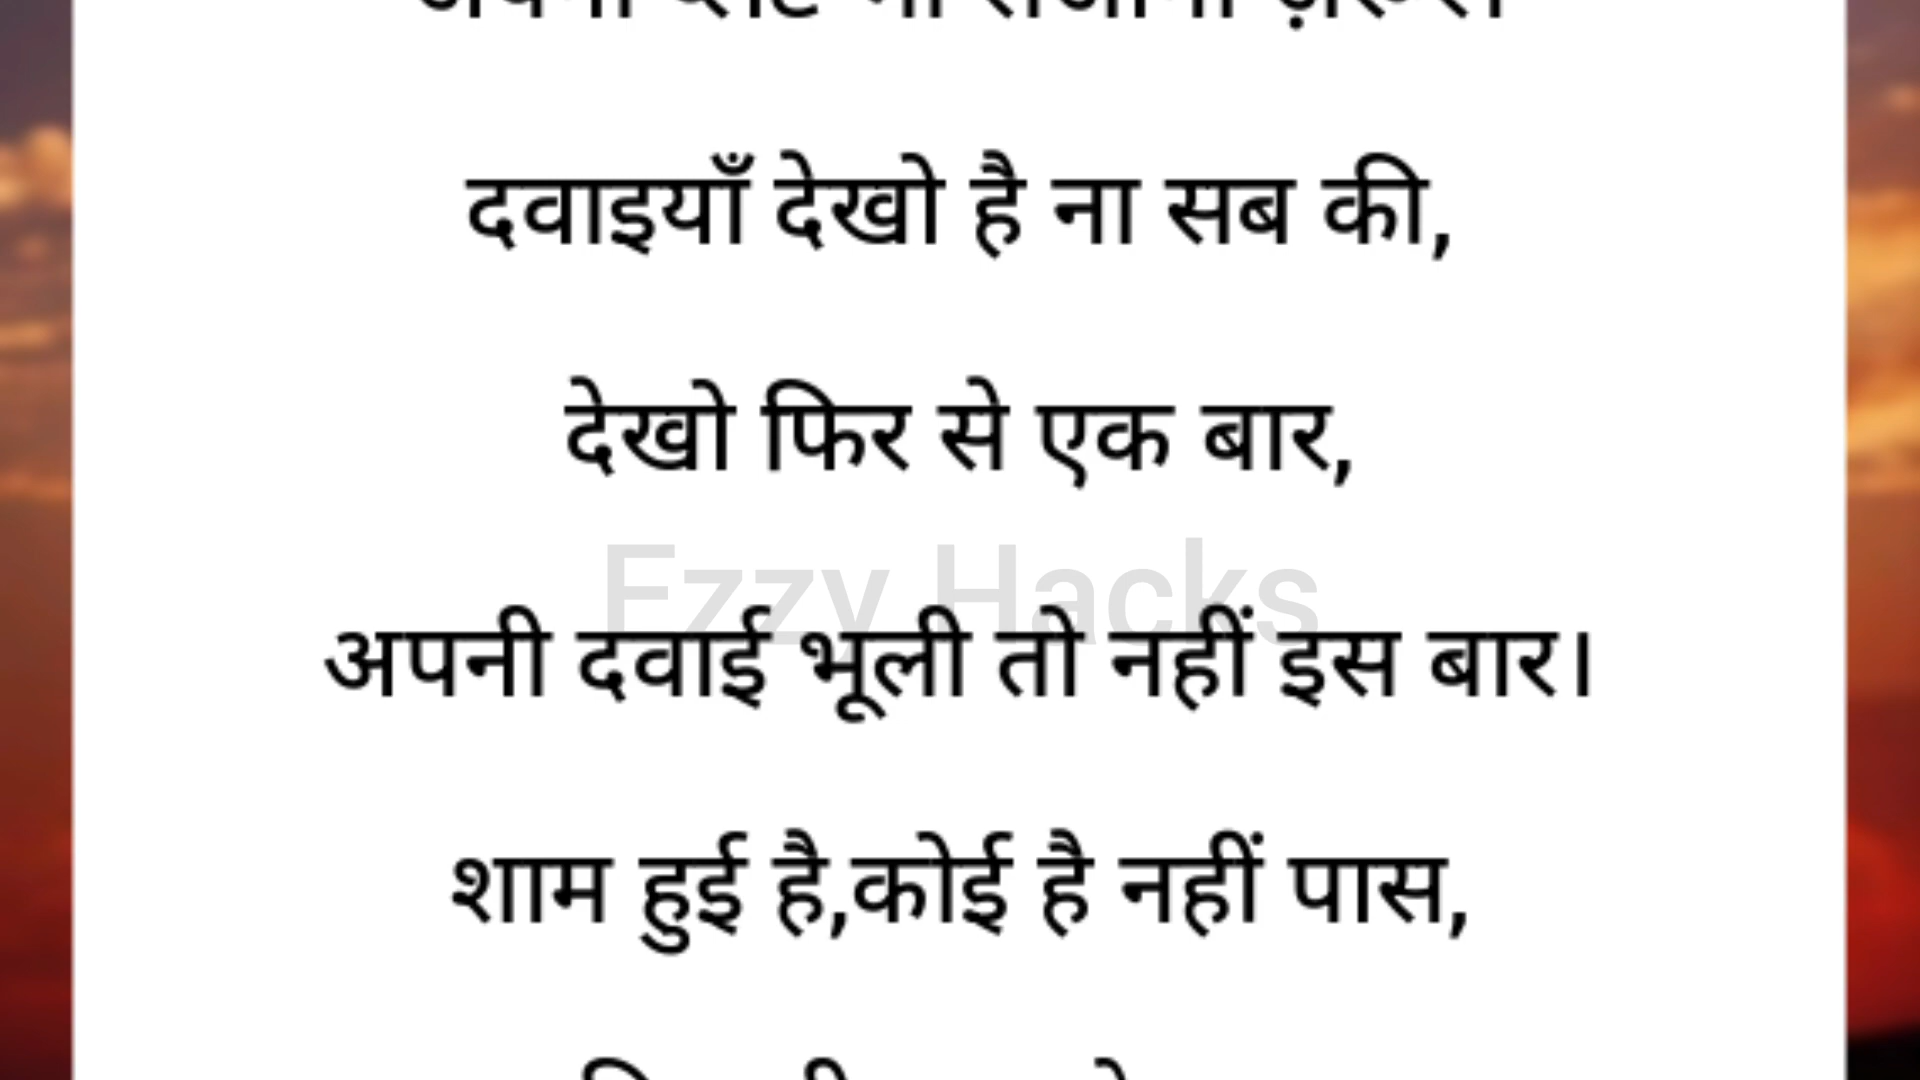 दवाइयाँ देखो है ना सब की,
देखो फिर से एक बार,
Ezzy Hacks
अपनी दवाई भूली तो नहीं इस बार।
शाम हुई है,कोई है नहीं पास,